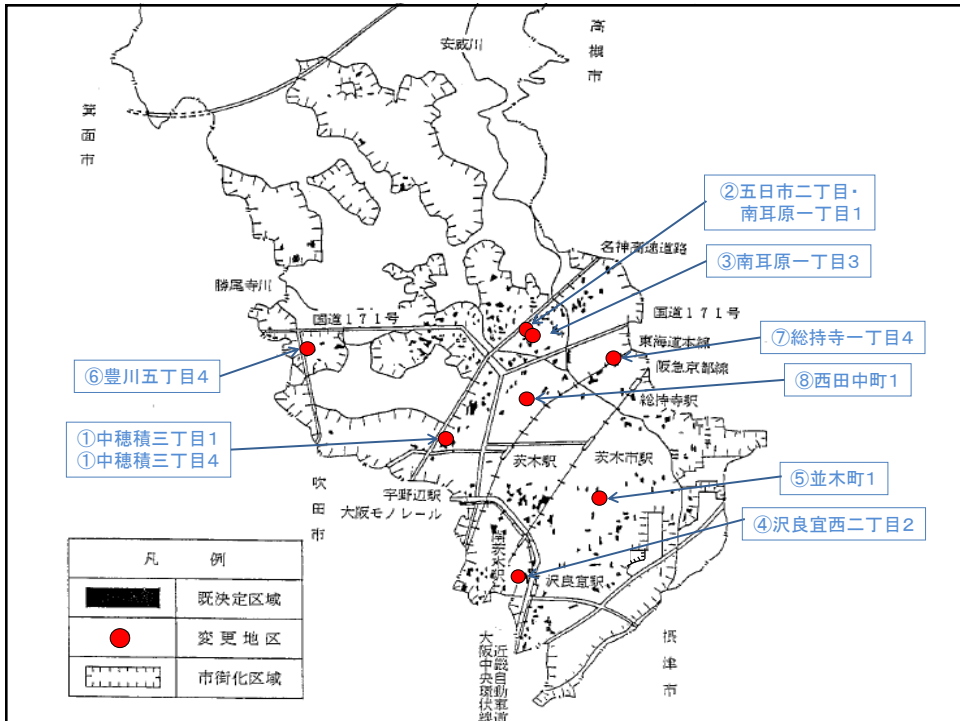 安威川
高槻市
箕面市
②五日市二丁目・
南耳原一丁目1
名神高速道路
③南耳原一丁目3
勝尾寺川
国道171号
国道171号
東海道本線
⑦総持寺一丁目4
阪急京都線
⑥豊川五丁目4
総持寺駅
⑧西田中町1
①中穂積三丁目1
①中穂積三丁目4
茨木駅
茨木市駅
吹田市
宇野辺駅
大阪モノレール
⑤並木町1
④沢良宜西二丁目2
南茨木駅
沢良宜駅
凡例
既決定区域
変更地区
市街化区域
摂津市
近畿自動車道
大阪中央環状線